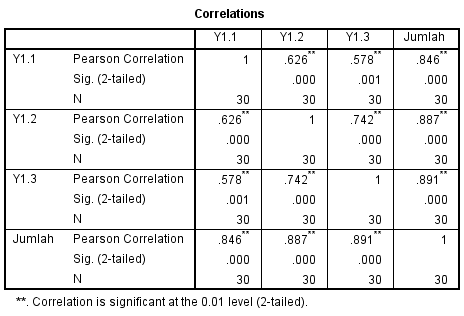 Correlations
Y1.1 Y1.2 Y1.3 Jumlah
Y1.1 Pearson Correlation 1 .626** .578** .846**
Sig. (2-tailed) .000 .001 .000
N 30 30 30 30
Y1.2 Pearson Correlation .626** 1 .742** .887**
Sig. (2-tailed) .000 .000 .000
N 30 30 30 30
Y1.3 Pearson Correlation .578** .742** 1 .891**
Sig. (2-tailed) .001 .000 .000
N 30 30 30 30
Jumlah Pearson Correlation .846** .887** .891** 1
Sig. (2-tailed) .000 .000 .000
N 30 30 30 30
**. Correlation is significant at the 0.01 level (2-tailed).